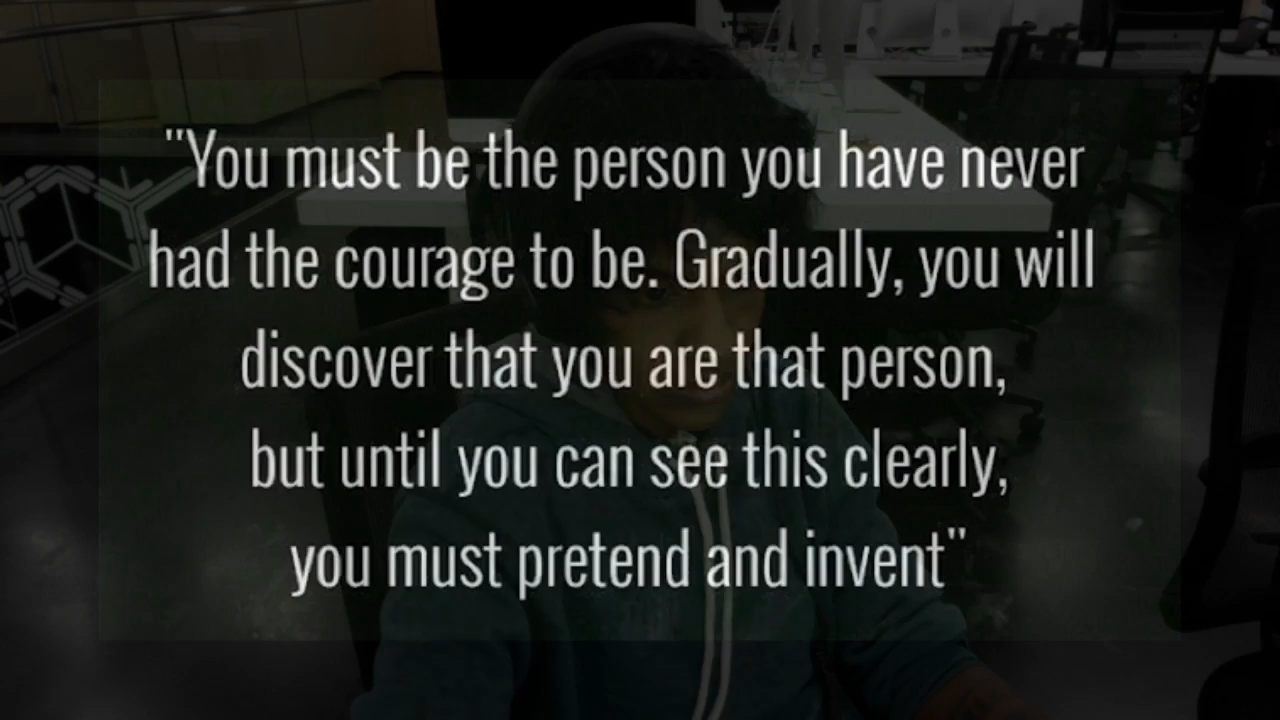 "You must be the person you have never
had the courage to be. Gradually, you will
discover that you are that person,
but until you can see this clearly,
you must pretend and invent"